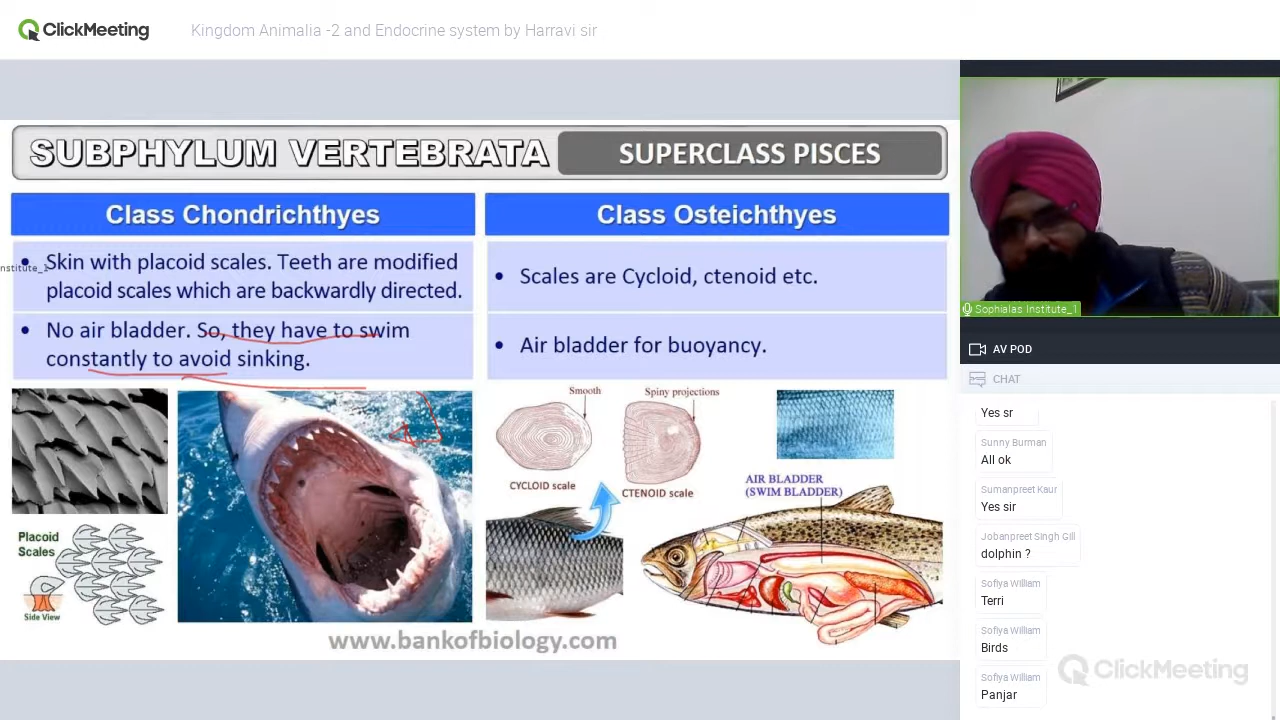 ClickMeeting
Kingdom Animalia -2 and Endocrine system by Harravi sir
SUBPHYLUM VERTEBRATA
SUPERCLASS PISCES
Class Chondrichthyes
• Skin with placoid scales. Teeth are modified
placoid scales which are backwardly directed.
nstitute_1
• No air bladder. So, they have to swim
constantly to avoid sinking.
Placoid
Scales
Side View
Class Osteichthyes
• Scales are Cycloid, ctenoid etc.
• Air bladder for buoyancy.
Smooth
Spiny projections
CYCLOID scale
CTENOID scale
AIR BLADDER
(SWIM BLADDER)
www.bankofbiology.com
Sophialas Institute_1
AV POD
CHAT
Yes sr
Sunny Burman
All ok
Sumanpreet Kaur
Yes sir
Jobanpreet Singh Gill
dolphin ?
Sofiya William
Terri
Sofiya William
Birds
Sofiya William
Panjar
ClickMeeting